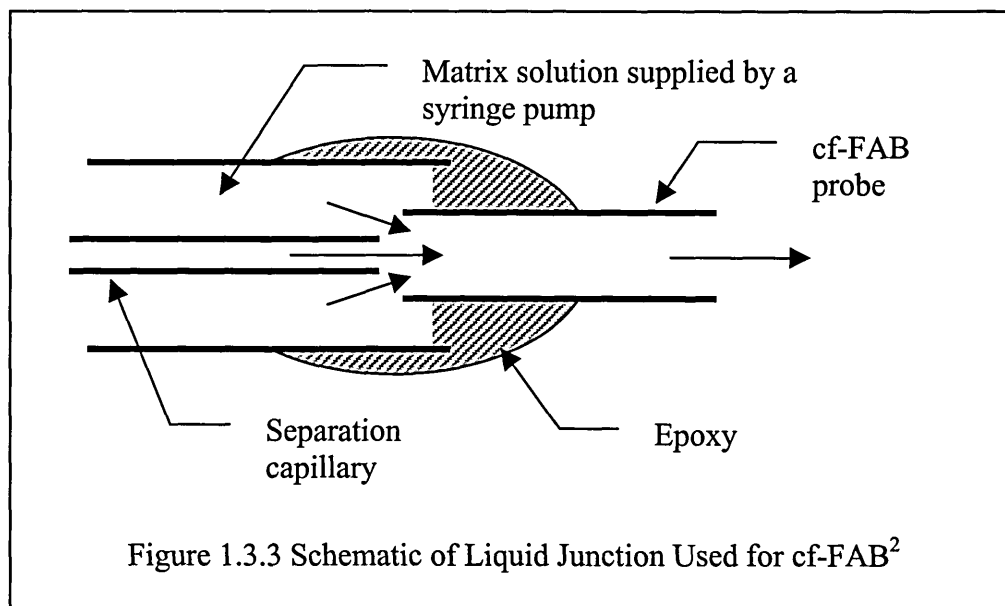 Matrix solution supplied by a
syringe pump
cf-FAB
probe
Separation
capillary
Epoxy
Figure 1.3.3 Schematic of Liquid Junction Used for cf-FAB²